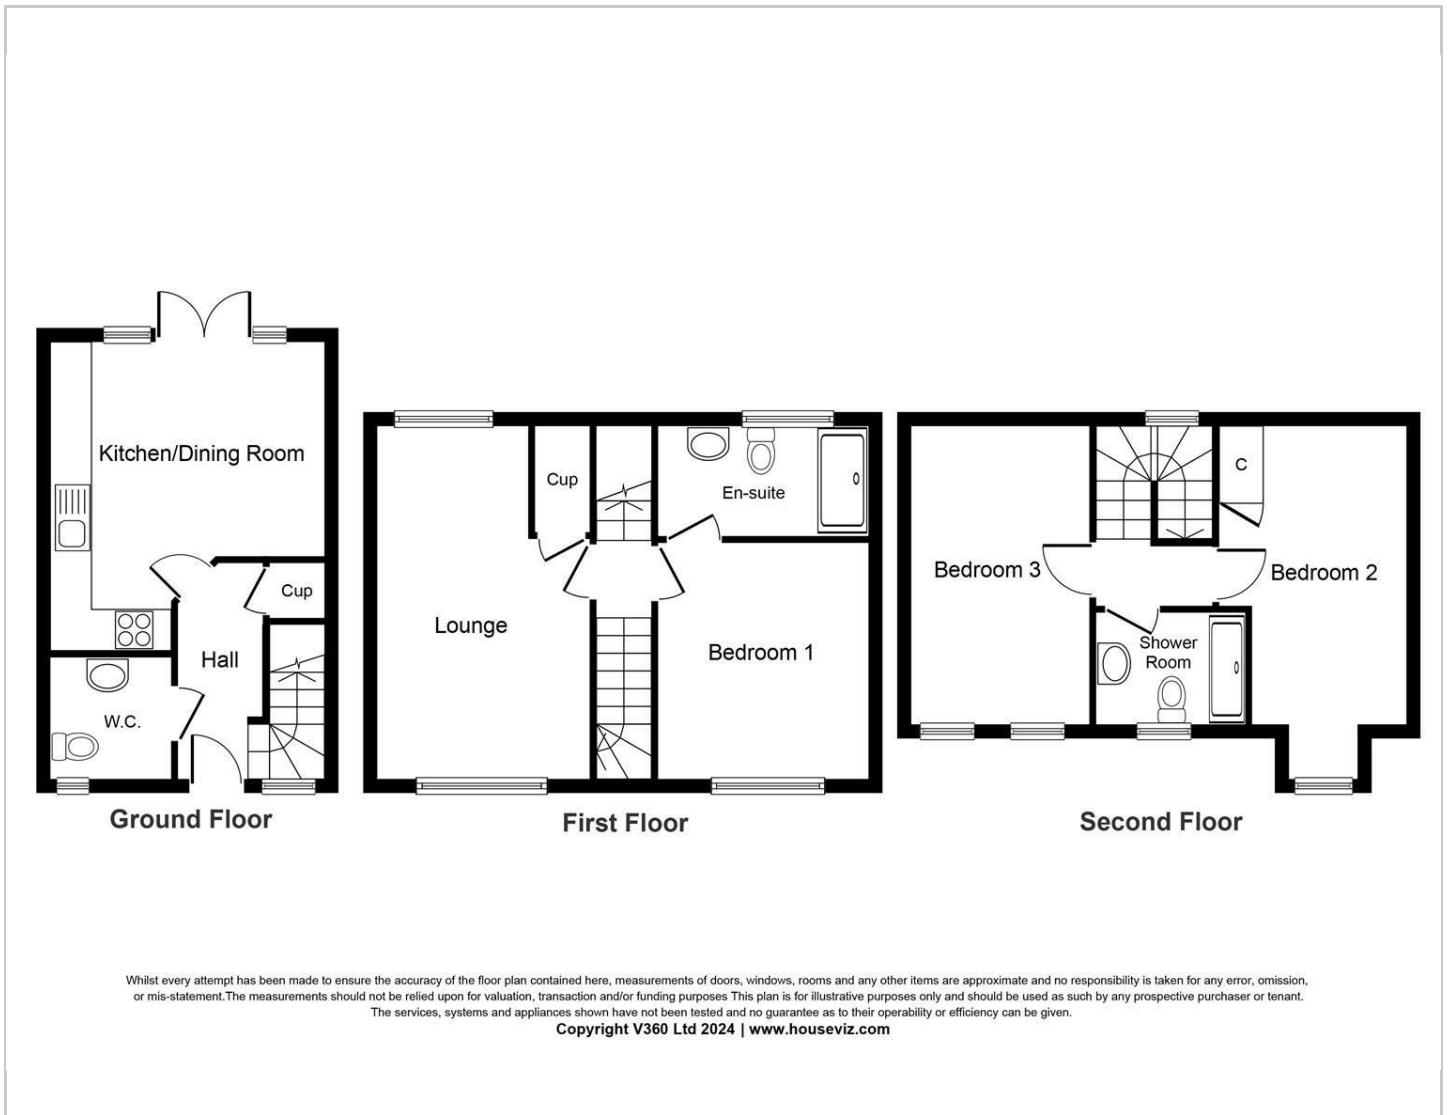 Kitchen/Dining Room
Cup
Hall
W.C.
Ground Floor
Cup
En-suite
Lounge
Bedroom 1
First Floor
C
Bedroom 3
Bedroom 2
Shower
Room
Second Floor
Whilst every attempt has been made to ensure the accuracy of the floor plan contained here, measurements of doors, windows, rooms and any other items are approximate and no responsibility is taken for any error, omission,
or mis-statement.The measurements should not be relied upon for valuation, transaction and/or funding purposes This plan is for illustrative purposes only and should be used as such by any prospective purchaser or tenant.
The services, systems and appliances shown have not been tested and no guarantee as to their operability or efficiency can be given.
Copyright V360 Ltd 2024 | www.houseviz.com